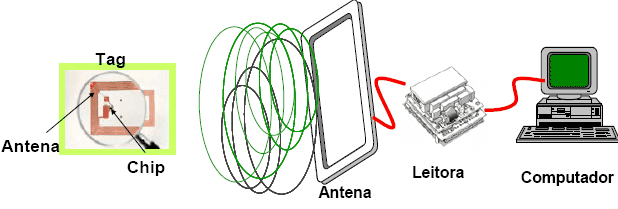 Tag
Antena
Chip
Antena
Leitora
Computador